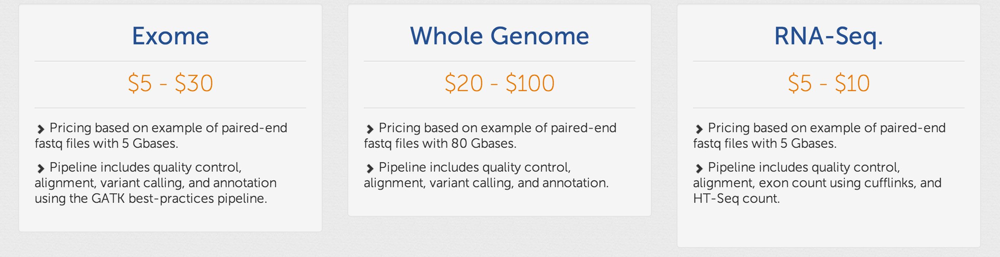 Exome
$5 - $30
Pricing based on example of paired-end
fastq files with 5 Gbases.
Pipeline includes quality control,
alignment, variant calling, and annotation
using the GATK best-practices pipeline.
Whole Genome
$20 - $100
Pricing based on example of paired-end
fastq files with 80 Gbases.
Pipeline includes quality control,
alignment, variant calling, and annotation.
RNA-Seq.
$5 - $10
Pricing based on example of paired-end
fastq files with 5 Gbases.
Pipeline includes quality control,
alignment, exon count using cufflinks, and
HT-Seq count.